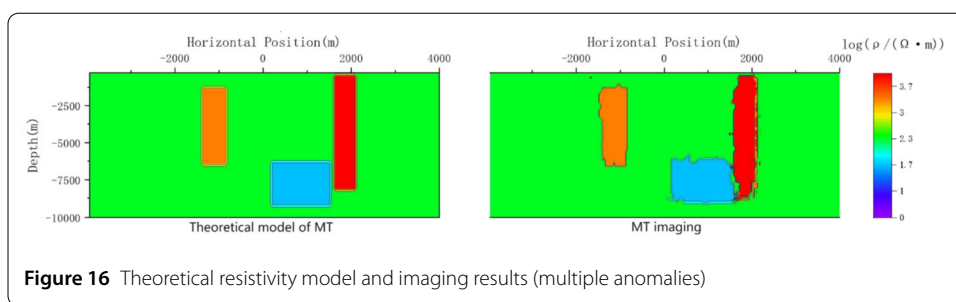 Horizontal Position(m)
-2000 0 2000 4000
Horizontal Position(m)
-2000 0 2000 4000
log(ρ/(Ω•m)
Depth(m)
-2500
-5000
-7500
-10000
3.7
3.7
2.3
1.7
1
0
Theoretical model of MT
MT imaging
Figure 16 Theoretical resistivity model and imaging results (multiple anomalies)